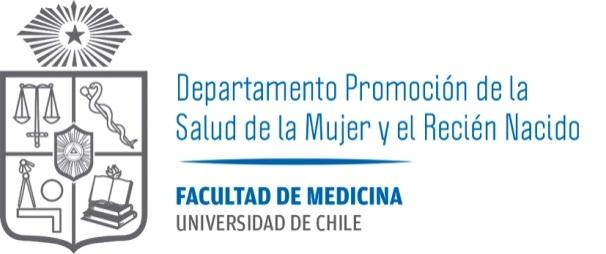 Departamento Promoción de la
Salud de la Mujer y el Recién Nacido
FACULTAD DE MEDICINA
UNIVERSIDAD DE CHILE